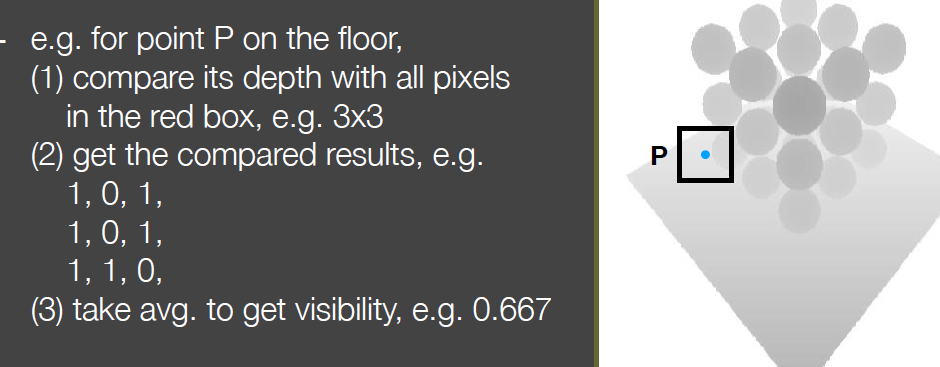 - e.g. for point P on the floor,
(1) compare its depth with all pixels
in the red box, e.g. 3x3
(2) get the compared results, e.g.
1, 0, 1,
1, 0, 1,
1, 1, 0,
(3) take avg. to get visibility, e.g. 0.667
P